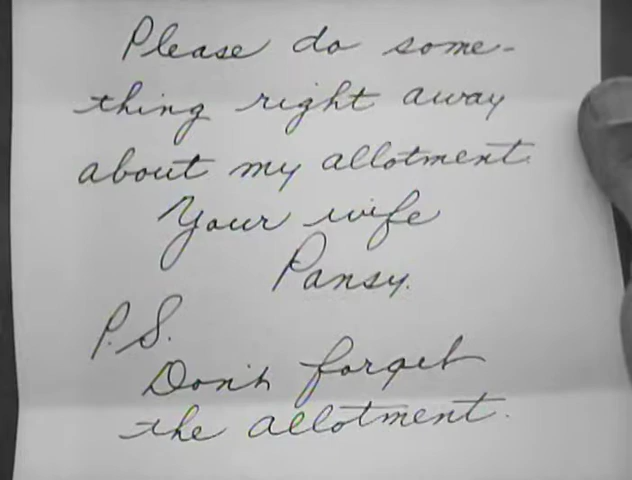 Please do some-
thing right away
about my allotment.
Your wife
Pansy.
P.S.
Don't forget
the allotment.